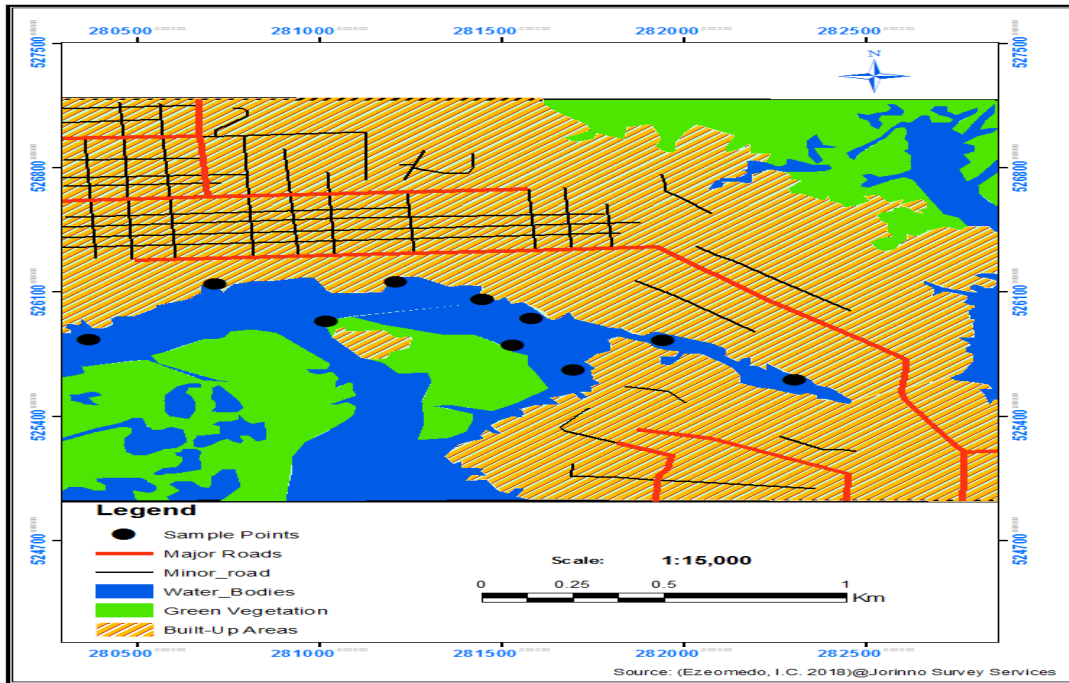 280500 281000 281500 282000 282500
527500 527500
N
526800 526800
526100 526100
525400 525400
Legend
Sample Points
524700 524700
Major Roads
Scale: 1:15,000
Minor_road
0 0.25 0.5 1
Water_Bodies
Km
Green Vegetation
Built-Up Areas
280500 281000 281500 282000 282500
Source: (Ezeomedo, I.C. 2018)@Jorinno Survey Services